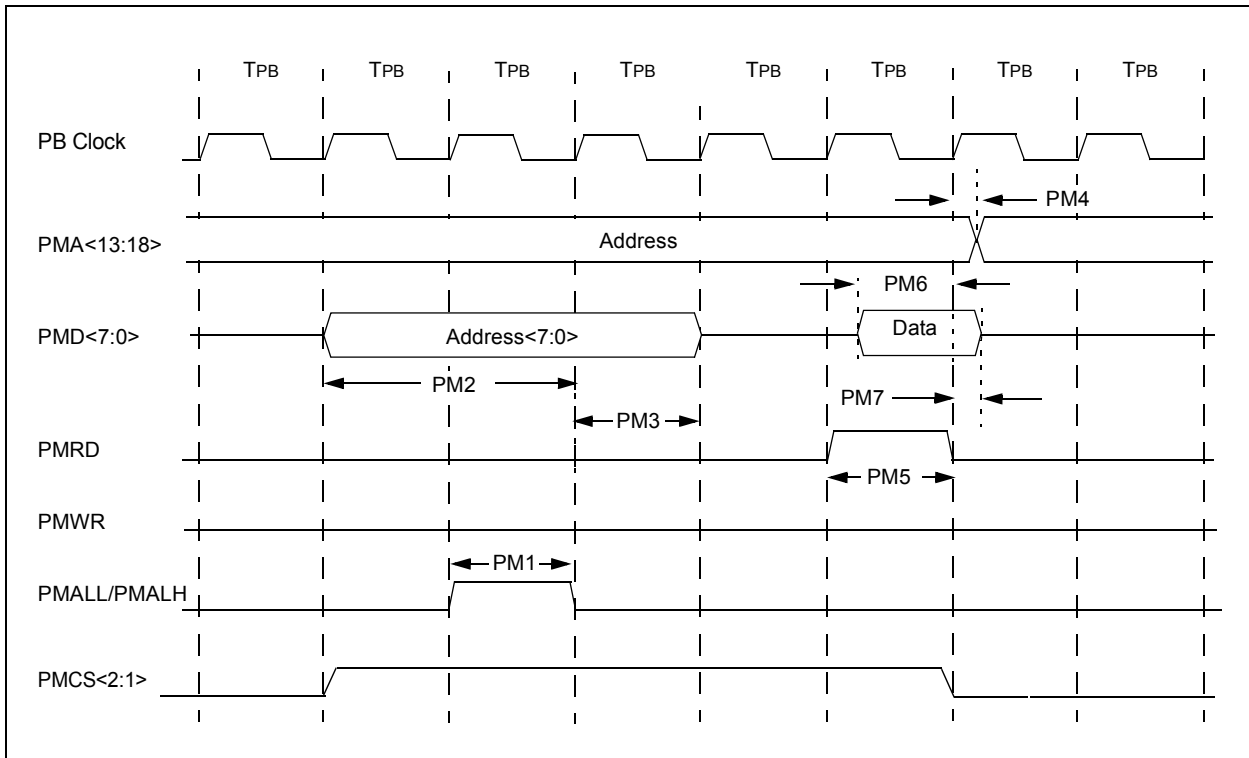 TPB TPB TPB TPB TPB TPB TPB TPB
PB Clock
PM4
PMA<13:18>
Address
PM6
PMD<7:0>
Address<7:0>
Data
PM2
PM7
PM3
PMRD
PM5
PMWR
PM1
PMALL/PMALH
PMCS<2:1>